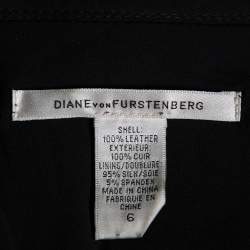 DIANE VON FURSTENBERG
SHELL:
100% LEATHER
EXTERIEUR:
100% CUIR
LINING/DOUBLURE:
95% SILK/SOIE
5% SPANDEX
MADE IN CHINA
FABRIQUÉ EN
CHINE
6